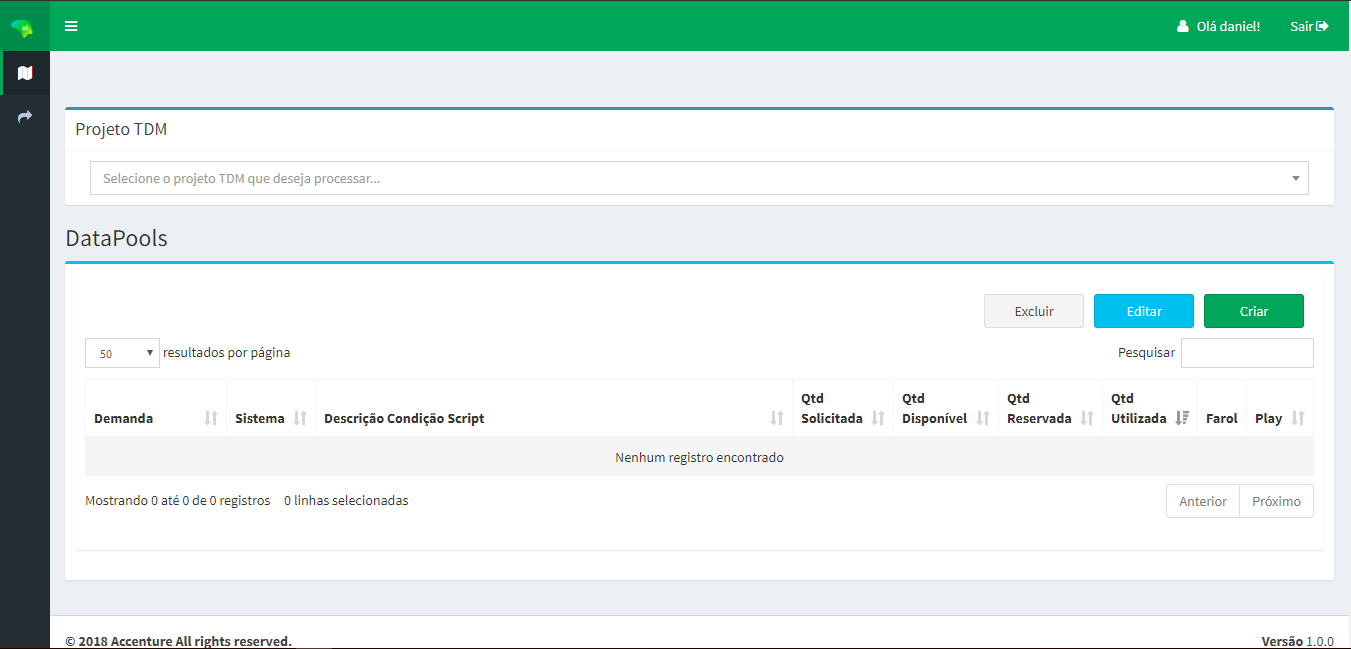 Olá daniel! Sair
Projeto TDM
Selecione o projeto TDM que deseja processar...
DataPools
Excluir Editar Criar
50 resultados por página Pesquisar
Demanda Sistema Descrição Condição Script Qtd Solicitada Qtd Disponível Qtd Reservada Qtd Utilizada Farol Play
Nenhum registro encontrado
Mostrando 0 até 0 de 0 registros 0 linhas selecionadas Anterior Próximo
© 2018 Accenture All rights reserved. Versão 1.0.0